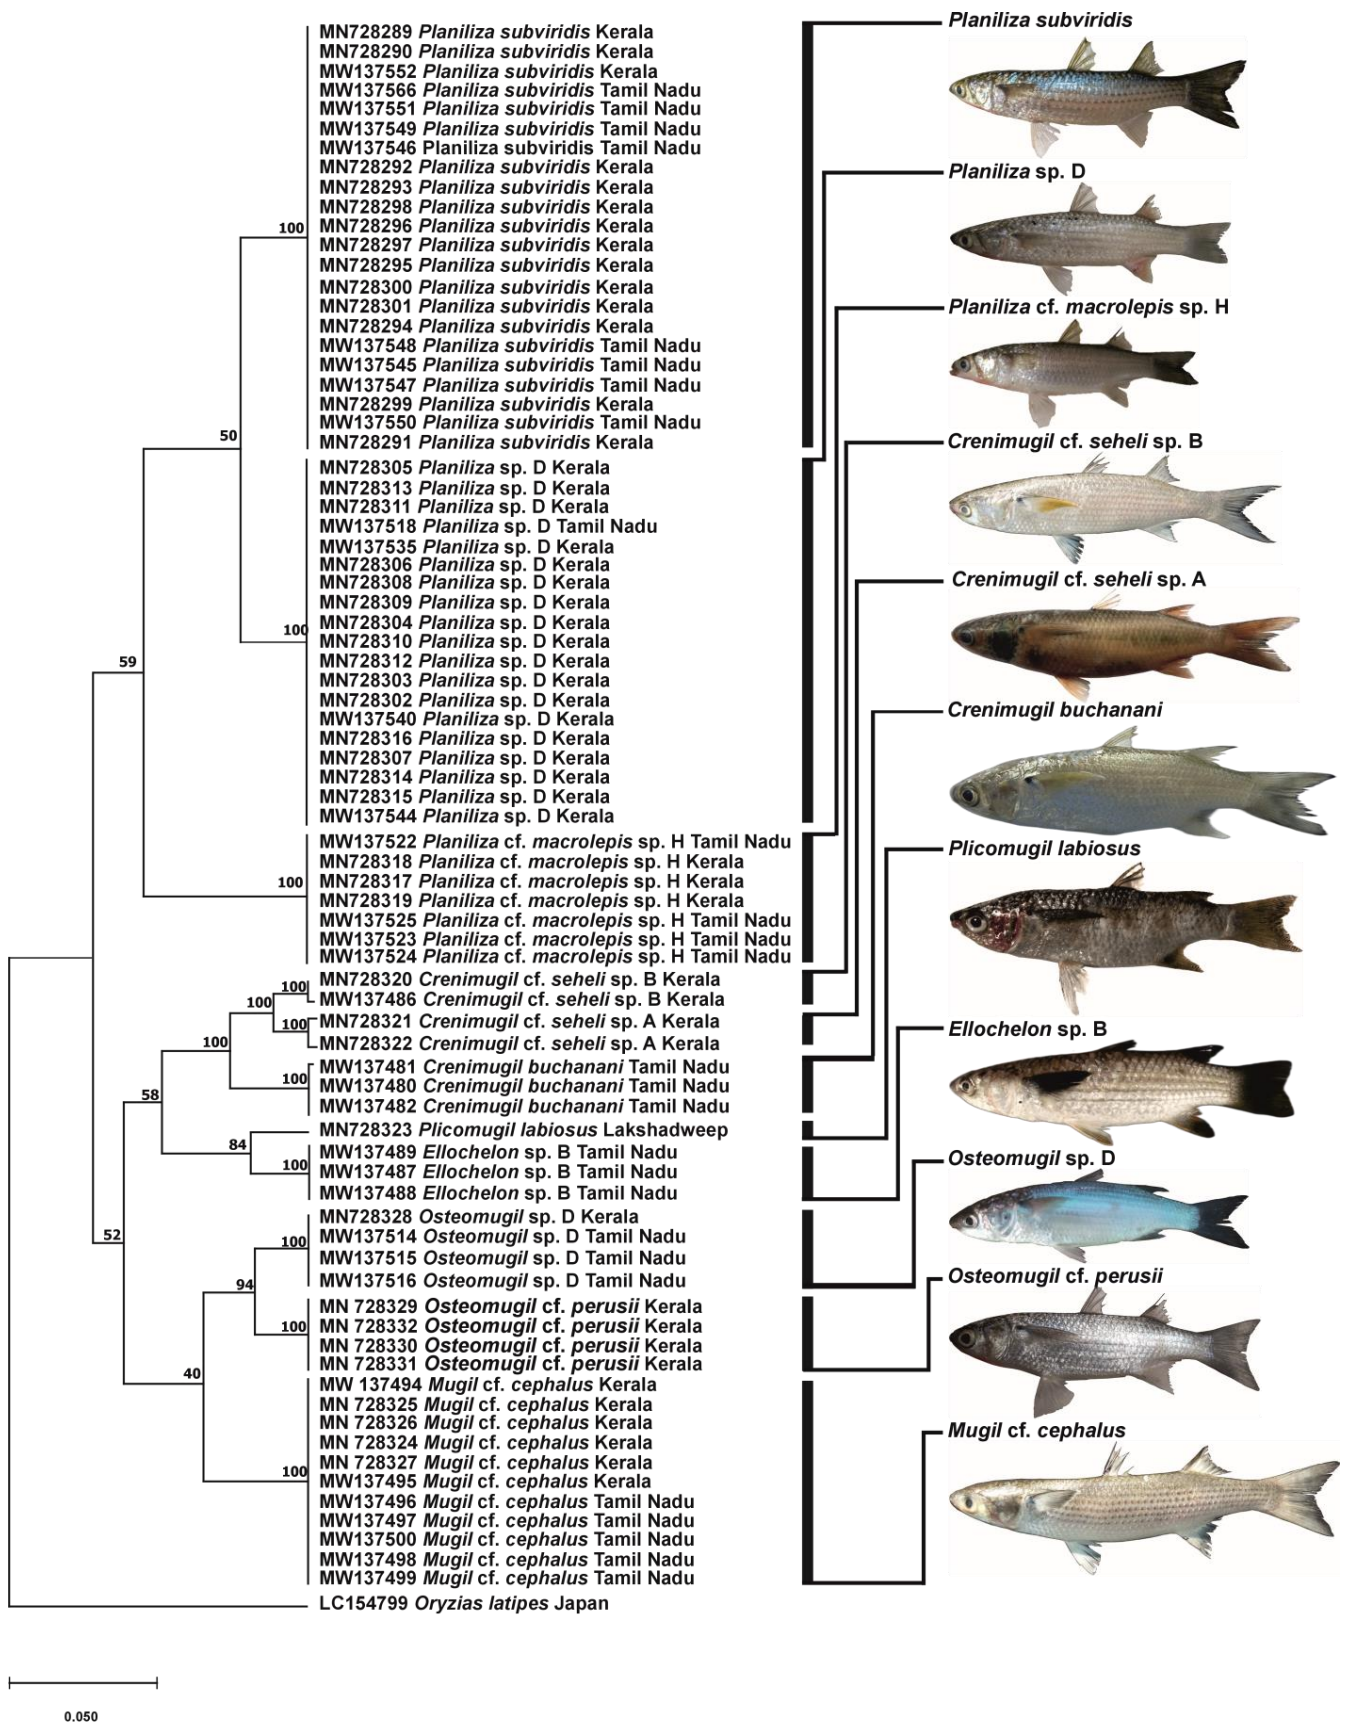 MN728289 Planiliza subviridis Kerala
MN728290 Planiliza subviridis Kerala
MW137552 Planiliza subviridis Kerala
MW137566 Planiliza subviridis Tamil Nadu
MW137551 Planiliza subviridis Tamil Nadu
MW137549 Planiliza subviridis Tamil Nadu
MW137546 Planiliza subviridis Tamil Nadu
MN728292 Planiliza subviridis Kerala
MN728293 Planiliza subviridis Kerala
MN728298 Planiliza subviridis Kerala
MN728296 Planiliza subviridis Kerala
MN728297 Planiliza subviridis Kerala
MN728295 Planiliza subviridis Kerala
MN728300 Planiliza subviridis Kerala
MN728301 Planiliza subviridis Kerala
MN728294 Planiliza subviridis Kerala
MW137548 Planiliza subviridis Tamil Nadu
MW137545 Planiliza subviridis Tamil Nadu
MW137547 Planiliza subviridis Tamil Nadu
MN728299 Planiliza subviridis Kerala
MW137550 Planiliza subviridis Tamil Nadu
MN728291 Planiliza subviridis Kerala
MN728305 Planiliza sp. D Kerala
MN728313 Planiliza sp. D Kerala
MN728311 Planiliza sp. D Kerala
MW137518 Planiliza sp. D Tamil Nadu
MW137535 Planiliza sp. D Kerala
MN728306 Planiliza sp. D Kerala
MN728308 Planiliza sp. D Kerala
MN728309 Planiliza sp. D Kerala
MN728304 Planiliza sp. D Kerala
MN728310 Planiliza sp. D Kerala
MN728312 Planiliza sp. D Kerala
MN728303 Planiliza sp. D Kerala
MN728302 Planiliza sp. D Kerala
MW137540 Planiliza sp. D Kerala
MN728316 Planiliza sp. D Kerala
MN728307 Planiliza sp. D Kerala
MN728314 Planiliza sp. D Kerala
MN728315 Planiliza sp. D Kerala
MW137544 Planiliza sp. D Kerala
MW137522 Planiliza cf. macrolepis sp. H Tamil Nadu
MN728318 Planiliza cf. macrolepis sp. H Kerala
MN728317 Planiliza cf. macrolepis sp. H Kerala
MN728319 Planiliza cf. macrolepis sp. H Kerala
MW137525 Planiliza cf. macrolepis sp. H Tamil Nadu
MW137523 Planiliza cf. macrolepis sp. H Tamil Nadu
MW137524 Planiliza cf. macrolepis sp. H Tamil Nadu
MN728320 Crenimugil cf. seheli sp. B Kerala
MW137486 Crenimugil cf. seheli sp. B Kerala
MN728321 Crenimugil cf. seheli sp. A Kerala
MN728322 Crenimugil cf. seheli sp. A Kerala
MW137481 Crenimugil buchanani Tamil Nadu
MW137480 Crenimugil buchanani Tamil Nadu
MW137482 Crenimugil buchanani Tamil Nadu
MN728323 Plicomugil labiosus Lakshadweep
MW137489 Ellochelon sp. B Tamil Nadu
MW137487 Ellochelon sp. B Tamil Nadu
MW137488 Ellochelon sp. B Tamil Nadu
MN728328 Osteomugil sp. D Kerala
MW137514 Osteomugil sp. D Tamil Nadu
MW137515 Osteomugil sp. D Tamil Nadu
MW137516 Osteomugil sp. D Tamil Nadu
MN 728329 Osteomugil cf. perusii Kerala
MN 728332 Osteomugil cf. perusii Kerala
MN 728330 Osteomugil cf. perusii Kerala
MN 728331 Osteomugil cf. perusii Kerala
MW 137494 Mugil cf. cephalus Kerala
MN 728325 Mugil cf. cephalus Kerala
MN 728326 Mugil cf. cephalus Kerala
MN 728324 Mugil cf. cephalus Kerala
MN 728327 Mugil cf. cephalus Kerala
MW137495 Mugil cf. cephalus Kerala
MW137496 Mugil cf. cephalus Tamil Nadu
MW137497 Mugil cf. cephalus Tamil Nadu
MW137500 Mugil cf. cephalus Tamil Nadu
MW137498 Mugil cf. cephalus Tamil Nadu
MW137499 Mugil cf. cephalus Tamil Nadu
LC154799 Oryzias latipes Japan
100
50
100
59
100
100
100
100
100
100
58
84
100
52
100
94
100
40
100
0.050
Planiliza subviridis
Planiliza sp. D
Planiliza cf. macrolepis sp. H
Crenimugil cf. seheli sp. B
Crenimugil cf. seheli sp. A
Crenimugil buchanani
Plicomugil labiosus
Ellochelon sp. B
Osteomugil sp. D
Osteomugil cf. perusii
Mugil cf. cephalus